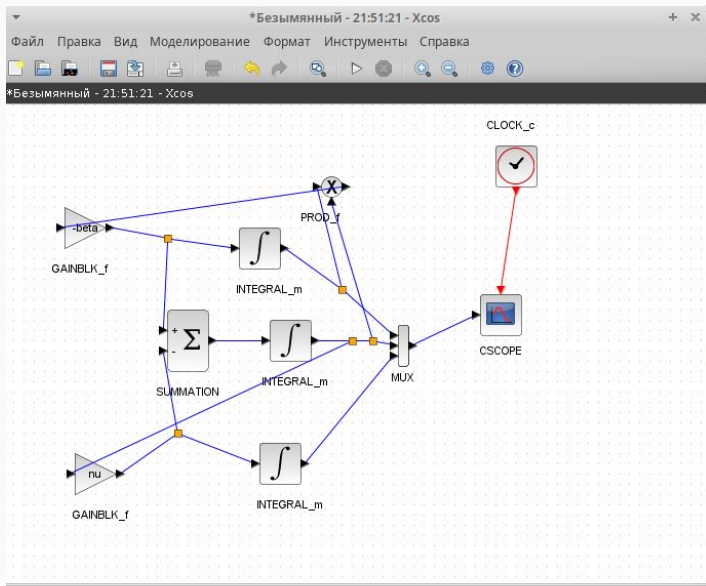 *Безымянный - 21:51:21 - Xcos
Файл Правка Вид Моделирование Формат Инструменты Справка
*Безымянный - 21:51:21 - Xcos
CLOCK_c
X
PROD_f
-beta
GAINBLK_f
∫
INTEGRAL_m
+
-
Σ
SUMMATION
∫
INTEGRAL_m
MUX
CSCOPE
nu
GAINBLK_f
∫
INTEGRAL_m